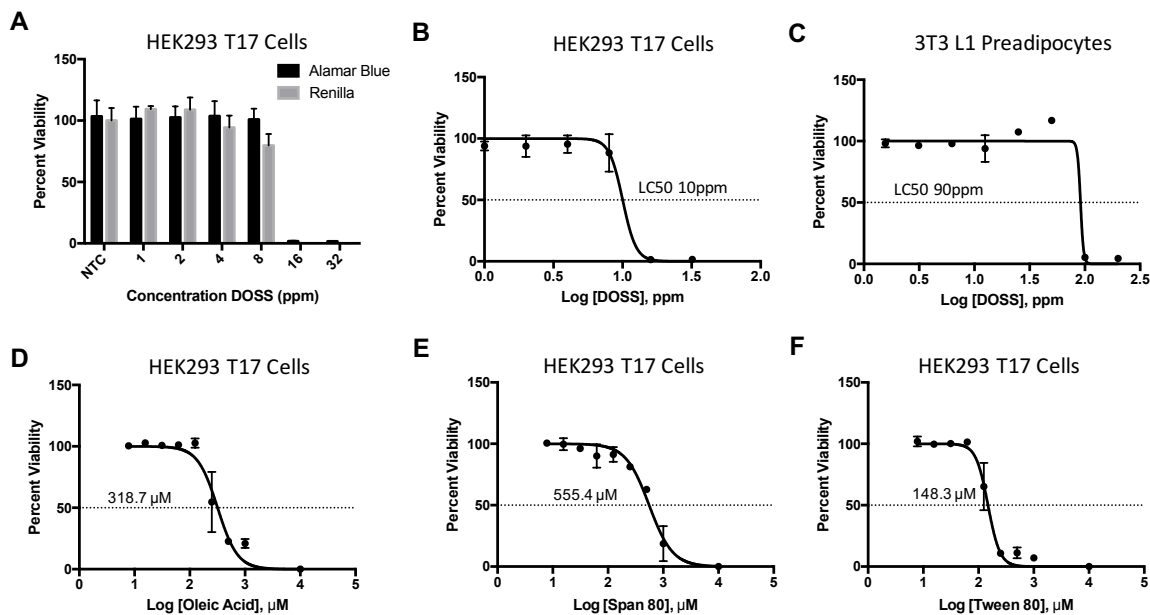 A
HEK293 T17 Cells
Alamar Blue
Renilla
150
100
50
0
Percent Viability
NTC
1
2
4
8
16
32
Concentration DOSS (ppm)
B
HEK293 T17 Cells
150
100
50
0
Percent Viability
LC50 10ppm
0.0 0.5 1.0 1.5 2.0
Log [DOSS], ppm
C
3T3 L1 Preadipocytes
150
100
50
0
Percent Viability
LC50 90ppm
0.0 0.5 1.0 1.5 2.0 2.5
Log [DOSS], ppm
D
HEK293 T17 Cells
150
100
50
0
Percent Viability
318.7 µM
0 1 2 3 4 5
Log [Oleic Acid], µM
E
HEK293 T17 Cells
150
100
50
0
Percent Viability
555.4 µM
0 1 2 3 4 5
Log [Span 80], µM
F
HEK293 T17 Cells
150
100
50
0
Percent Viability
148.3 µM
0 1 2 3 4 5
Log [Tween 80], µM